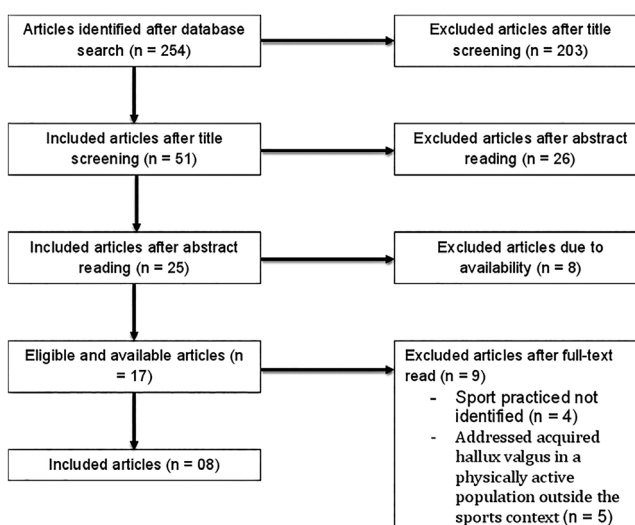 Articles identified after database
search (n = 254)
Excluded articles after title
screening (n = 203)
Included articles after title
screening (n = 51)
Excluded articles after abstract
reading (n = 26)
Included articles after abstract
reading (n = 25)
Excluded articles due to
availability (n = 8)
Eligible and available articles (n
= 17)
Excluded articles after full-text
read (n = 9)
- Sport practiced not
identified (n = 4)
- Addressed acquired
hallux valgus in a
physically active
population outside the
sports context (n = 5)
Included articles (n = 08)